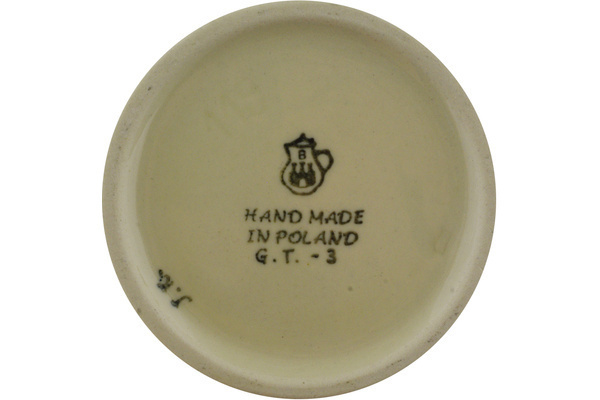 B
HAND MADE
IN POLAND
G.T. - 3
J.K.